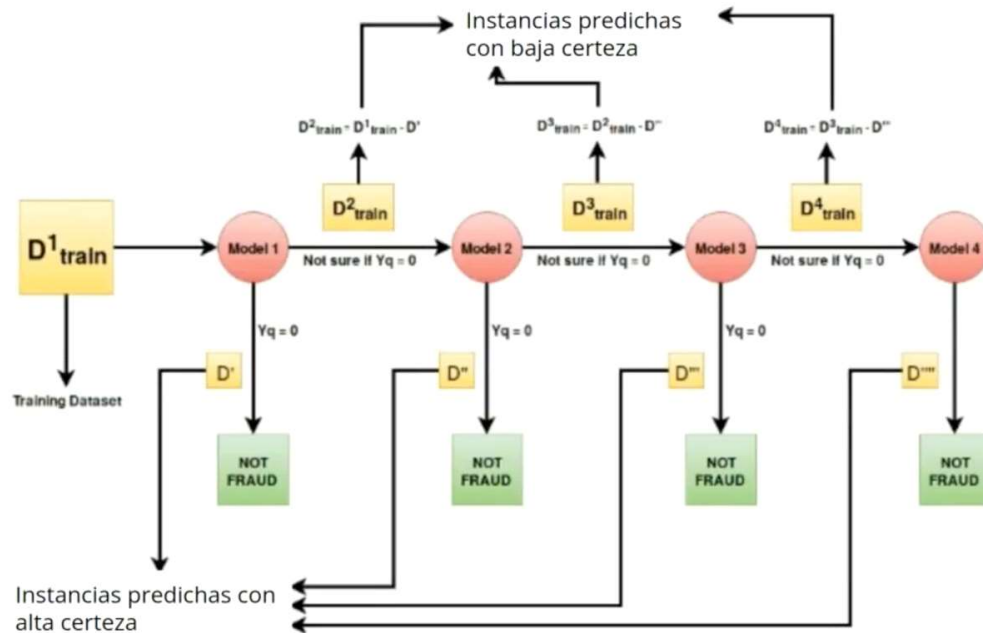 Instancias predichas
con baja certeza
D²train = D¹train - D'
D³train = D²train - D''
D⁴train = D³train - D'''
D²train
D³train
D⁴train
D¹train
Model 1
Model 2
Model 3
Model 4
Not sure if Yq = 0
Not sure if Yq = 0
Not sure if Yq = 0
Yq = 0
Yq = 0
Yq = 0
D'
D''
D'''
D''''
Training Dataset
NOT
FRAUD
NOT
FRAUD
NOT
FRAUD
NOT
FRAUD
Instancias predichas con
alta certeza